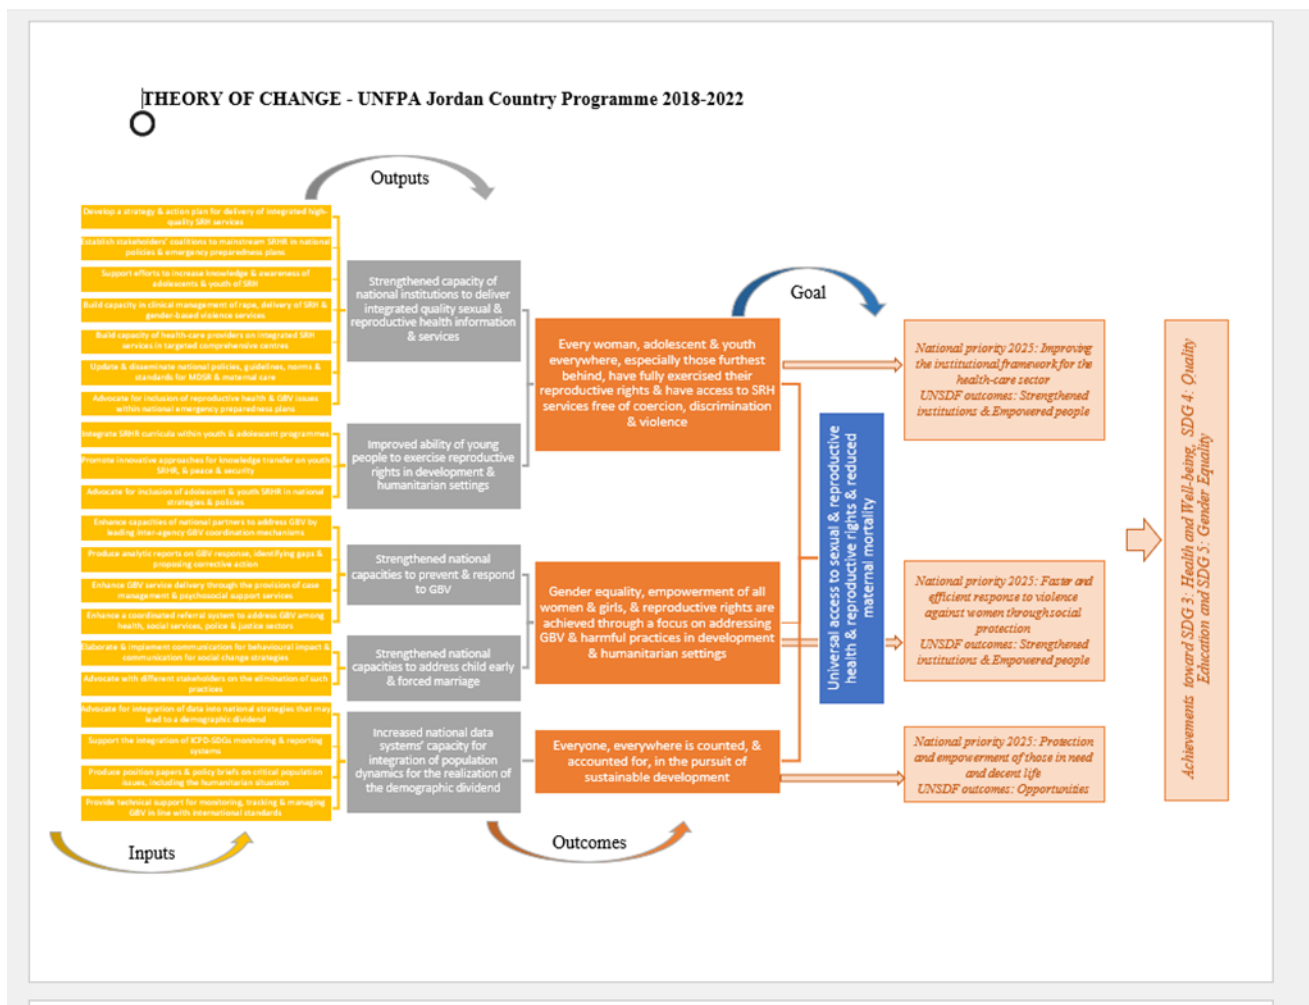 THEORY OF CHANGE - UNFPA Jordan Country Programme 2018-2022
Outputs
Develop a strategy & action plan for delivery of integrated high-
quality SRH services
Establish stakeholders' coalitions to mainstream SRHR in national
policies & emergency preparedness plans
Support efforts to increase knowledge & awareness of
adolescents & youth of SRH
Build capacity in clinical management of rape, delivery of SRH &
gender-based violence services
Build capacity of health-care providers on integrated SRH
services in targeted comprehensive centres
Update & disseminate national policies, guidelines, norms &
standards for MDSR & maternal care
Advocate for inclusion of reproductive health & GBV issues
within national emergency preparedness plans
Integrate SRHR curricula within youth & adolescent programmes
Promote innovative approaches for knowledge transfer on youth
SRHR, & peace & security
Advocate for inclusion of adolescent & youth SRHR in national
strategies & policies
Enhance capacities of national partners to address GBV by
leading inter-agency GBV coordination mechanisms
Produce analytic reports on GBV response, identifying gaps &
proposing corrective action
Enhance GBV service delivery through the provision of case
management & psychosocial support services
Enhance a coordinated referral system to address GBV among
health, social services, police & justice sectors
Elaborate & implement communication for behavioural impact &
communication for social change strategies
Advocate with different stakeholders on the elimination of such
practices
Advocate for integration of data into national strategies that may
lead to a demographic dividend
Support the integration of ICPD-SDGs monitoring & reporting
systems
Produce position papers & policy briefs on critical population
issues, including the humanitarian situation
Provide technical support for monitoring, tracking & managing
GBV in line with international standards
Inputs
Strengthened capacity of
national institutions to deliver
integrated quality sexual &
reproductive health information
& services
Improved ability of young
people to exercise reproductive
rights in development &
humanitarian settings
Strengthened national
capacities to prevent & respond
to GBV
Strengthened national
capacities to address child early
& forced marriage
Increased national data
systems' capacity for
integration of population
dynamics for the realization of
the demographic dividend
Every woman, adolescent & youth
everywhere, especially those furthest
behind, have fully exercised their
reproductive rights & have access to SRH
services free of coercion, discrimination
& violence
Gender equality, empowerment of all
women & girls, & reproductive rights are
achieved through a focus on addressing
GBV & harmful practices in development
& humanitarian settings
Everyone, everywhere is counted, &
accounted for, in the pursuit of
sustainable development
Outcomes
Goal
Universal access to sexual & reproductive
health & reproductive rights & reduced
maternal mortality
National priority 2025: Improving
the institutional framework for the
health-care sector
UNSDF outcomes: Strengthened
institutions & Empowered people
National priority 2025: Faster and
efficient response to violence
against women through social
protection
UNSDF outcomes: Strengthened
institutions & Empowered people
National priority 2025: Protection
and empowerment of those in need
and decent life
UNSDF outcomes: Opportunities
Achievements toward SDG 3: Health and Well-being, SDG 4: Quality
Education and SDG 5: Gender Equality